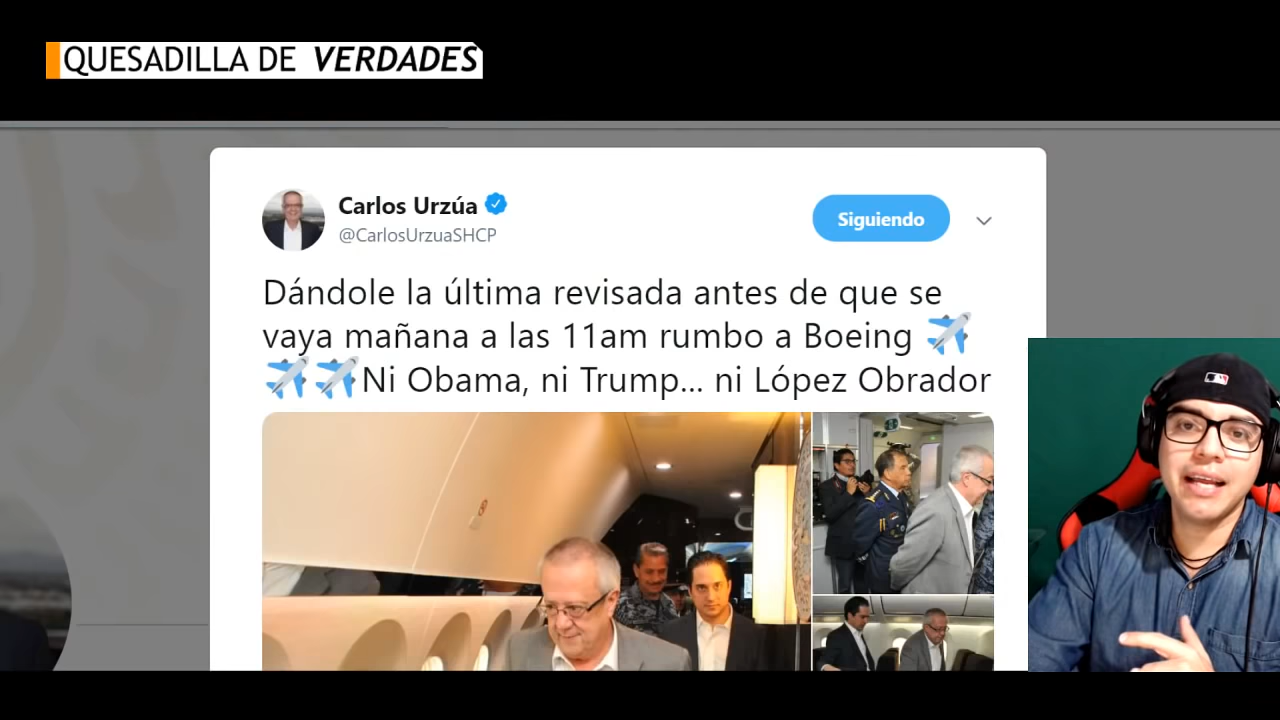 QUESADILLA DE VERDADES
Carlos Urzúa
@CarlosUrzuaSHCP
Siguiendo
Dándole la última revisada antes de que se
vaya mañana a las 11am rumbo a Boeing ✈️
✈️✈️Ni Obama, ni Trump... ni López Obrador